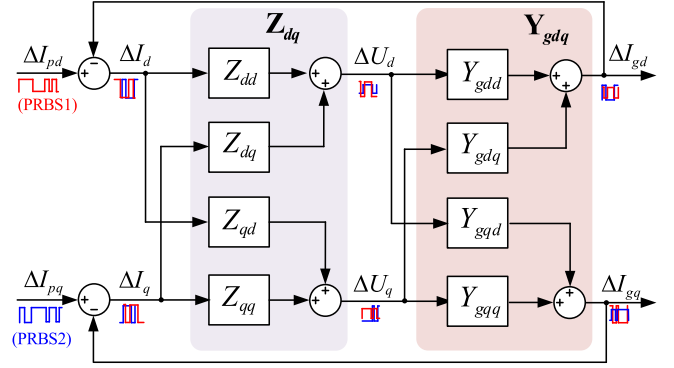 Z_dq
Y_gdq
ΔI_pd
ΔI_d
Z_dd
ΔU_d
Y_gdd
ΔI_gd
(PRBS1)
Z_dq
Y_gdq
Z_qd
Y_gqd
ΔI_pq
ΔI_q
Z_qq
ΔU_q
Y_gqq
ΔI_gq
(PRBS2)